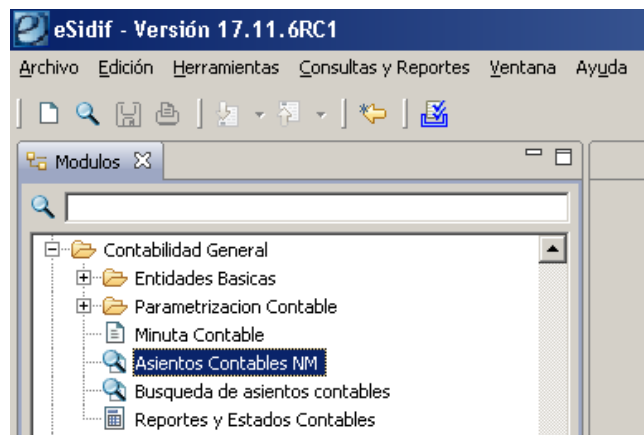 eSidif - Versión 17.11.6RC1
Archivo Edición Herramientas Consultas y Reportes Ventana Ayuda
Modulos
Contabilidad General
Entidades Basicas
Parametrizacion Contable
Minuta Contable
Asientos Contables NM
Busqueda de asientos contables
Reportes y Estados Contables